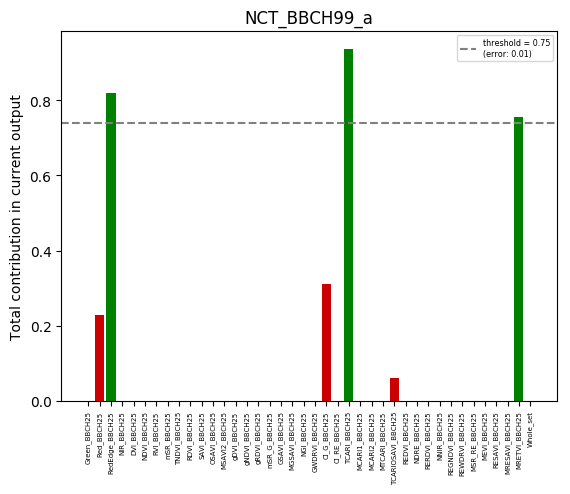 NCT_BBCH99_a
threshold = 0.75
(error: 0.01)
Total contribution in current output
0.8
0.6
0.4
0.2
0.0
Green_BBCH25
Red_BBCH25
RedEdge_BBCH25
NIR_BBCH25
DVI_BBCH25
NDVI_BBCH25
RVI_BBCH25
mSR_BBCH25
TNDVI_BBCH25
RDVI_BBCH25
SAVI_BBCH25
OSAVI_BBCH25
MSAVI2_BBCH25
gDVI_BBCH25
gNDVI_BBCH25
gRDVI_BBCH25
mSR_G_BBCH25
GSAVI_BBCH25
MGSAVI_BBCH25
NGI_BBCH25
GWDRVI_BBCH25
CI_G_BBCH25
CI_RE_BBCH25
TCARI_BBCH25
MCARI1_BBCH25
MCARI2_BBCH25
MTCARI_BBCH25
TCARIOSAVI_BBCH25
REDVI_BBCH25
NDRE_BBCH25
RERDVI_BBCH25
NNIR_BBCH25
REGNDVI_BBCH25
REWDRVI_BBCH25
MSR_RE_BBCH25
MEVI_BBCH25
RESAVI_BBCH25
MRESAVI_BBCH25
MRETVI_BBCH25
Whole_set